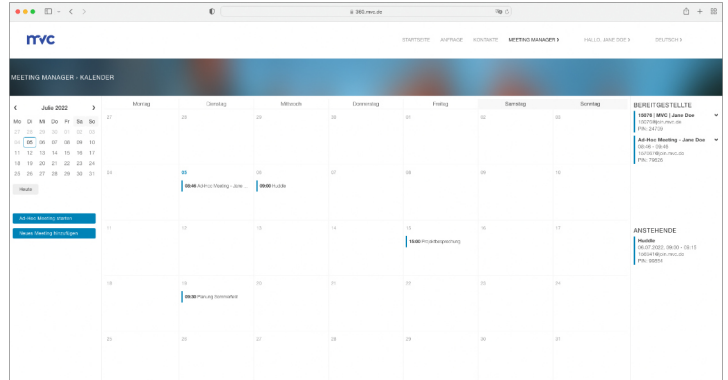 360.mvc.de
mvc
STARTSEITE ANFRAGE KONTAKTE MEETING MANAGER HALLO, JANE DOE DEUTSCH
MEETING MANAGER - KALENDER
Julie 2022
Mo Di Mi Do Fr Sa So
27 28 29 30 01 02 03
04 05 06 07 08 09 10
11 12 13 14 15 16 17
18 19 20 21 22 23 24
25 26 27 28 29 30 31
Heute
Ad Hoc Meeting starten
Neues Meeting hinzufügen
Montag Dienstag Mittwoch Donnerstag Freitag Samstag Sonntag
27 28 29 30 01 02 03
04 05 06 07 08 09 10
08:46 Ad-Hoc Meeting - Jane ...
09:00 Huddle
11 12 13 14 15 16 17
15:00 Projektbesprechung
18 19 20 21 22 23 24
09:30 Planung Sommerfest
25 26 27 28 29 30 31
BEREITGESTELLTE
15076 | MVC | Jane Doe
15076@join.mvc.de
PIN: 24709
Ad-Hoc Meeting - Jane Doe
08:46 - 09:46
PIN: 79826
ANSTEHENDE
Huddle
06.07.2022, 09:00 - 09:15